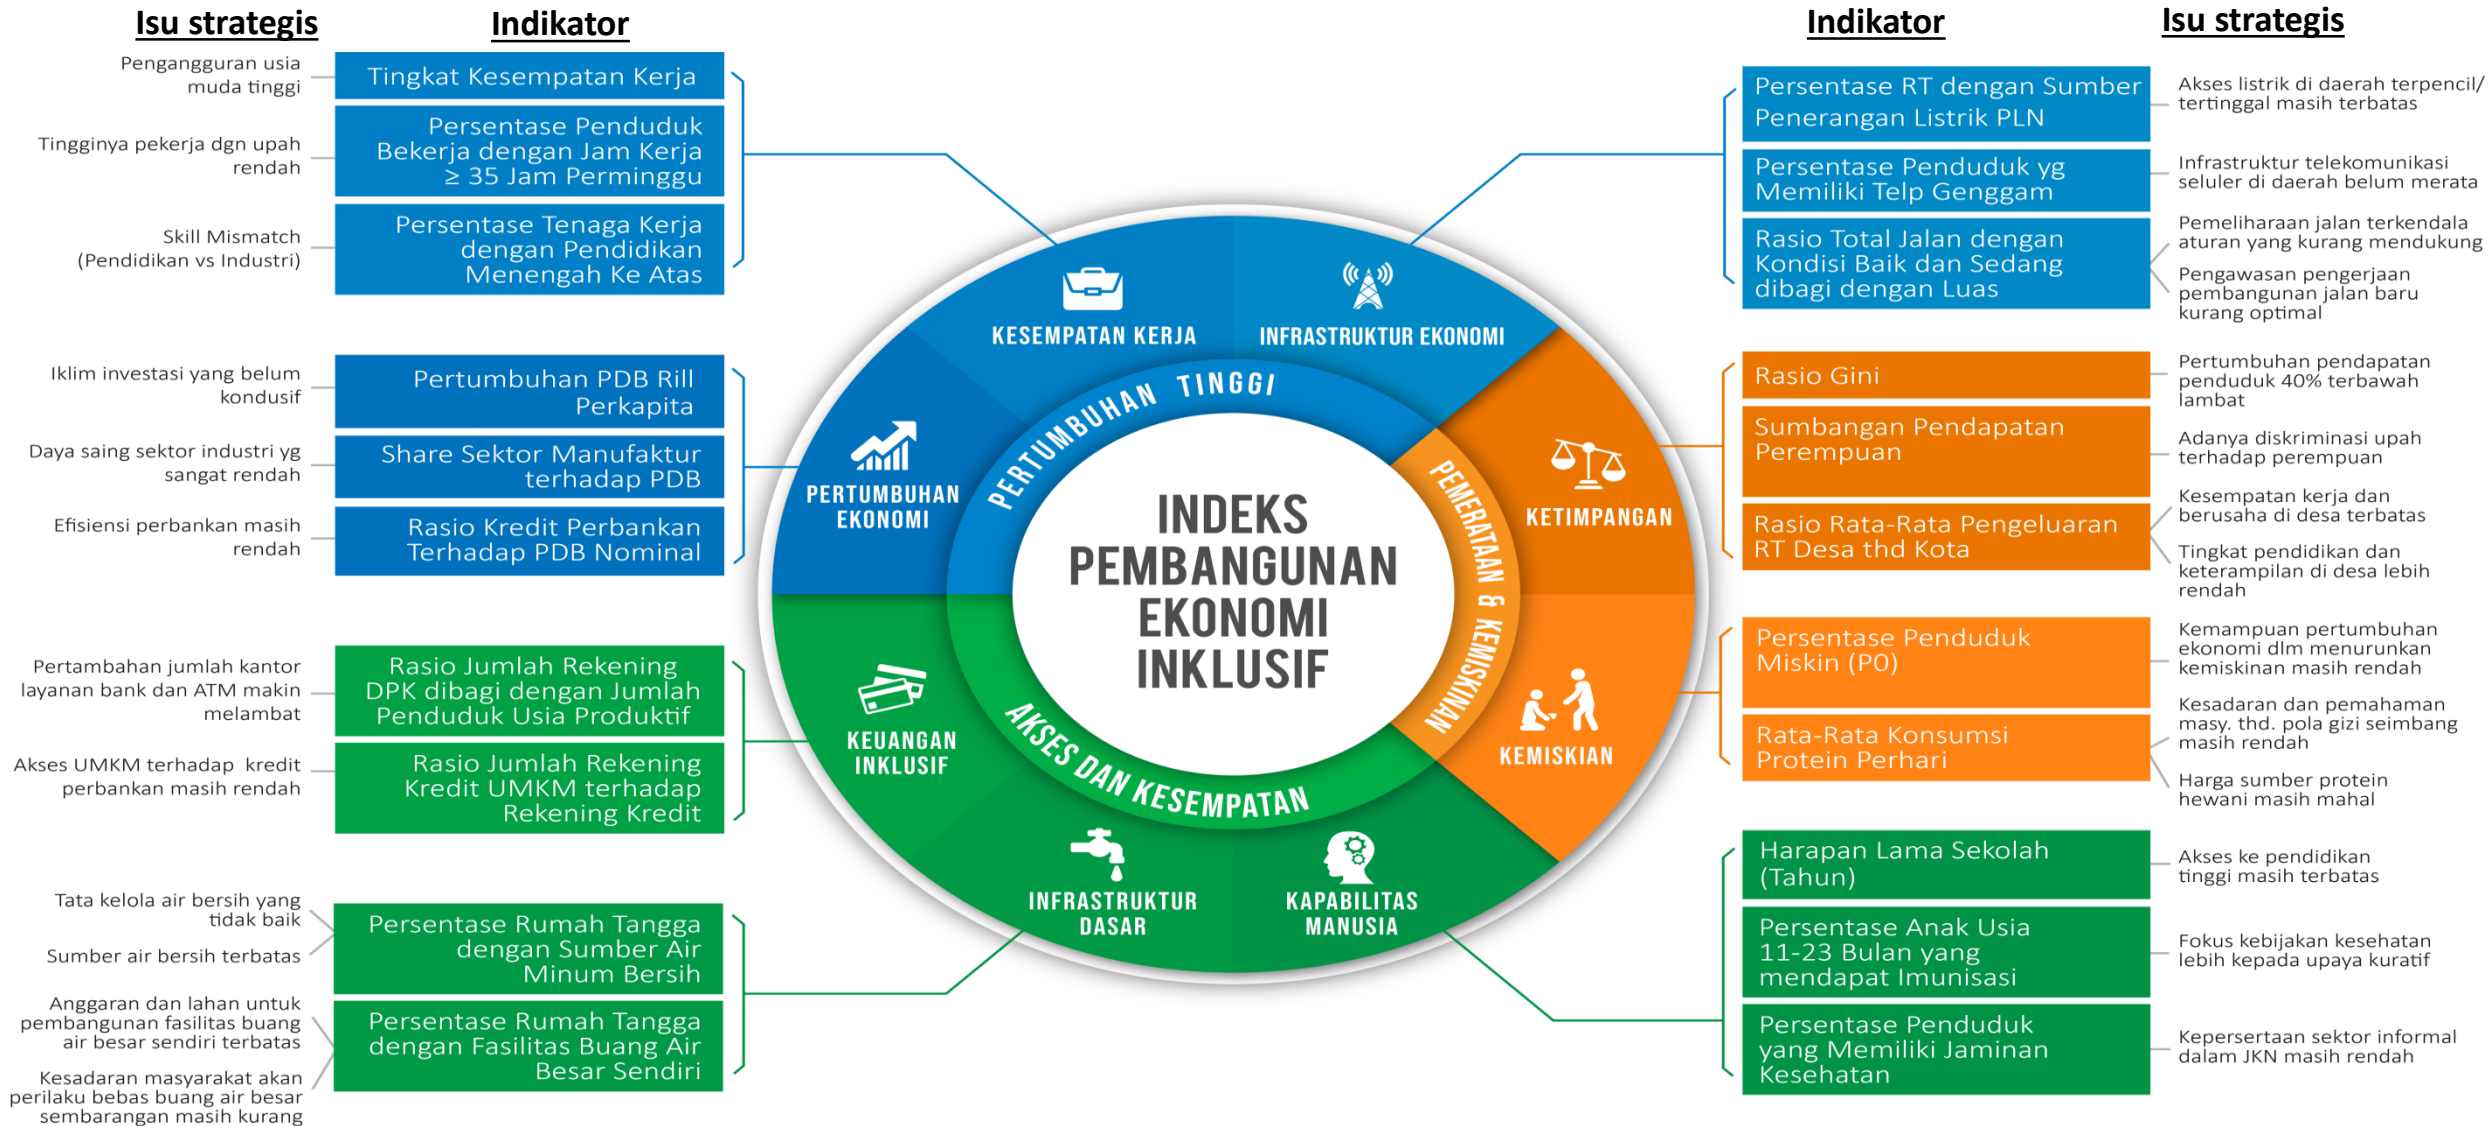 Isu strategis
Indikator
Pengangguran usia
muda tinggi
Tingkat Kesempatan Kerja
Tingginya pekerja dgn upah
rendah
Persentase Penduduk
Bekerja dengan Jam Kerja
≥ 35 Jam Perminggu
Skill Mismatch
(Pendidikan vs Industri)
Persentase Tenaga Kerja
dengan Pendidikan
Menengah Ke Atas
Iklim investasi yang belum
kondusif
Pertumbuhan PDB Rill
Perkapita
Daya saing sektor industri yg
sangat rendah
Share Sektor Manufaktur
terhadap PDB
Efisiensi perbankan masih
rendah
Rasio Kredit Perbankan
Terhadap PDB Nominal
Pertambahan jumlah kantor
layanan bank dan ATM makin
melambat
Rasio Jumlah Rekening
DPK dibagi dengan Jumlah
Penduduk Usia Produktif
Akses UMKM terhadap kredit
perbankan masih rendah
Rasio Jumlah Rekening
Kredit UMKM terhadap
Rekening Kredit
Tata kelola air bersih yang
tidak baik
Sumber air bersih terbatas
Persentase Rumah Tangga
dengan Sumber Air
Minum Bersih
Anggaran dan lahan untuk
pembangunan fasilitas buang
air besar sendiri terbatas
Kesadaran masyarakat akan
perilaku bebas buang air besar
sembarangan masih kurang
Persentase Rumah Tangga
dengan Fasilitas Buang Air
Besar Sendiri
KESEMPATAN KERJA
INFRASTRUKTUR EKONOMI
PERTUMBUHAN TINGGI
PERTUMBUHAN
EKONOMI
KETIMPANGAN
PEMERATAAN & KEMISKINAN
INDEKS
PEMBANGUNAN
EKONOMI
INKLUSIF
KEUANGAN
INKLUSIF
KEMISKIAN
AKSES DAN KESEMPATAN
INFRASTRUKTUR
DASAR
KAPABILITAS
MANUSIA
Indikator
Isu strategis
Persentase RT dengan Sumber
Penerangan Listrik PLN
Akses listrik di daerah terpencil/
tertinggal masih terbatas
Persentase Penduduk yg
Memiliki Telp Genggam
Infrastruktur telekomunikasi
seluler di daerah belum merata
Rasio Total Jalan dengan
Kondisi Baik dan Sedang
dibagi dengan Luas
Pemeliharaan jalan terkendala
aturan yang kurang mendukung
Pengawasan pengerjaan
pembangunan jalan baru
kurang optimal
Rasio Gini
Pertumbuhan pendapatan
penduduk 40% terbawah
lambat
Sumbangan Pendapatan
Perempuan
Adanya diskriminasi upah
terhadap perempuan
Rasio Rata-Rata Pengeluaran
RT Desa thd Kota
Kesempatan kerja dan
berusaha di desa terbatas
Tingkat pendidikan dan
keterampilan di desa lebih
rendah
Persentase Penduduk
Miskin (P0)
Kemampuan pertumbuhan
ekonomi dlm menurunkan
kemiskinan masih rendah
Rata-Rata Konsumsi
Protein Perhari
Kesadaran dan pemahaman
masy. thd. pola gizi seimbang
masih rendah
Harga sumber protein
hewani masih mahal
Harapan Lama Sekolah
(Tahun)
Akses ke pendidikan
tinggi masih terbatas
Persentase Anak Usia
11-23 Bulan yang
mendapat Imunisasi
Fokus kebijakan kesehatan
lebih kepada upaya kuratif
Persentase Penduduk
yang Memiliki Jaminan
Kesehatan
Kepersertaan sektor informal
dalam JKN masih rendah